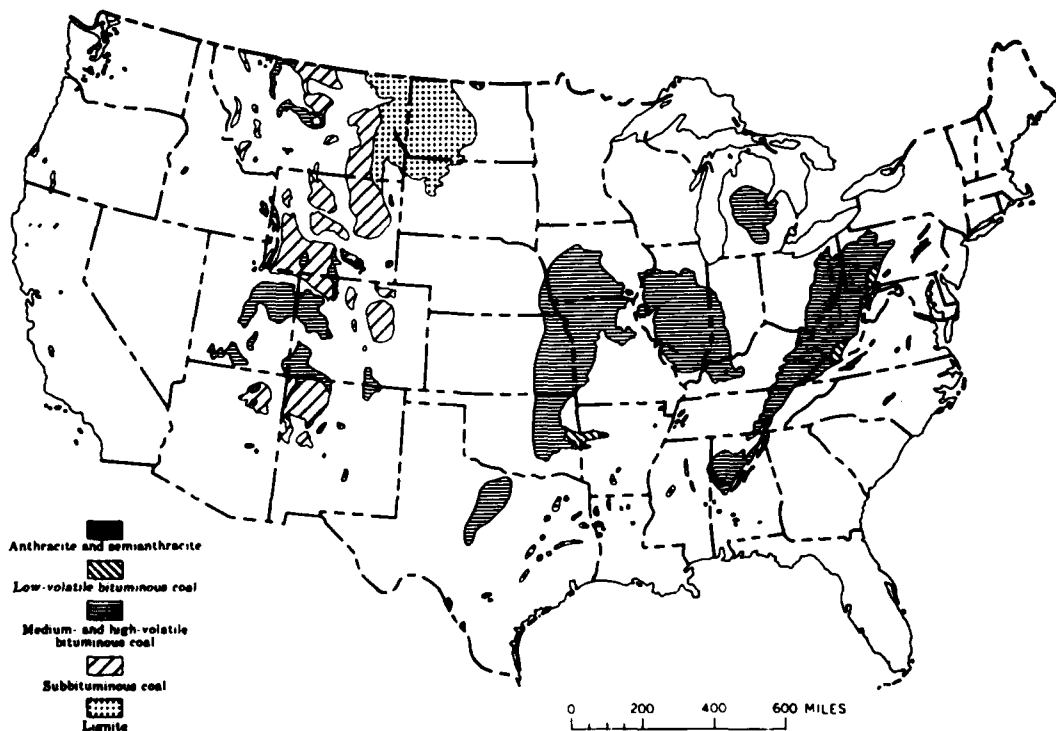 Anthracite and semianthracite
Low-volatile bituminous coal
Medium- and high-volatile
bituminous coal
Subbituminous coal
Lignite
0 200 400 600 MILES